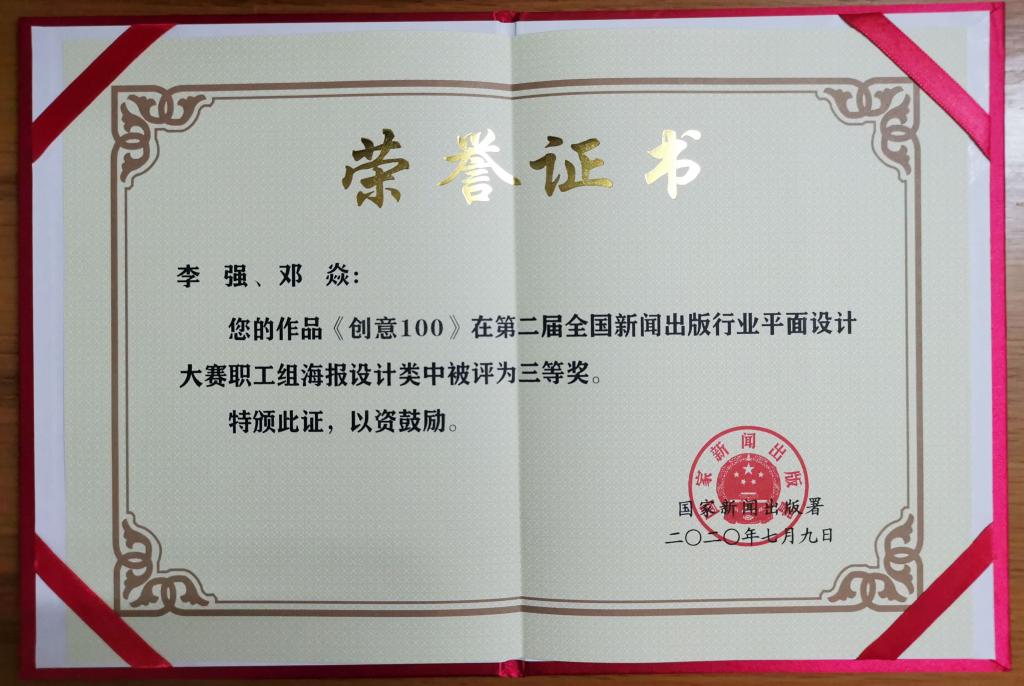 荣誉证书
李 强、邓 焱：
您的作品《创意100》在第二届全国新闻出版行业平面设计
大赛职工组海报设计类中被评为三等奖。
特颁此证，以资鼓励。
国家新闻出版署
国家新闻出版署
二〇二〇年七月九日